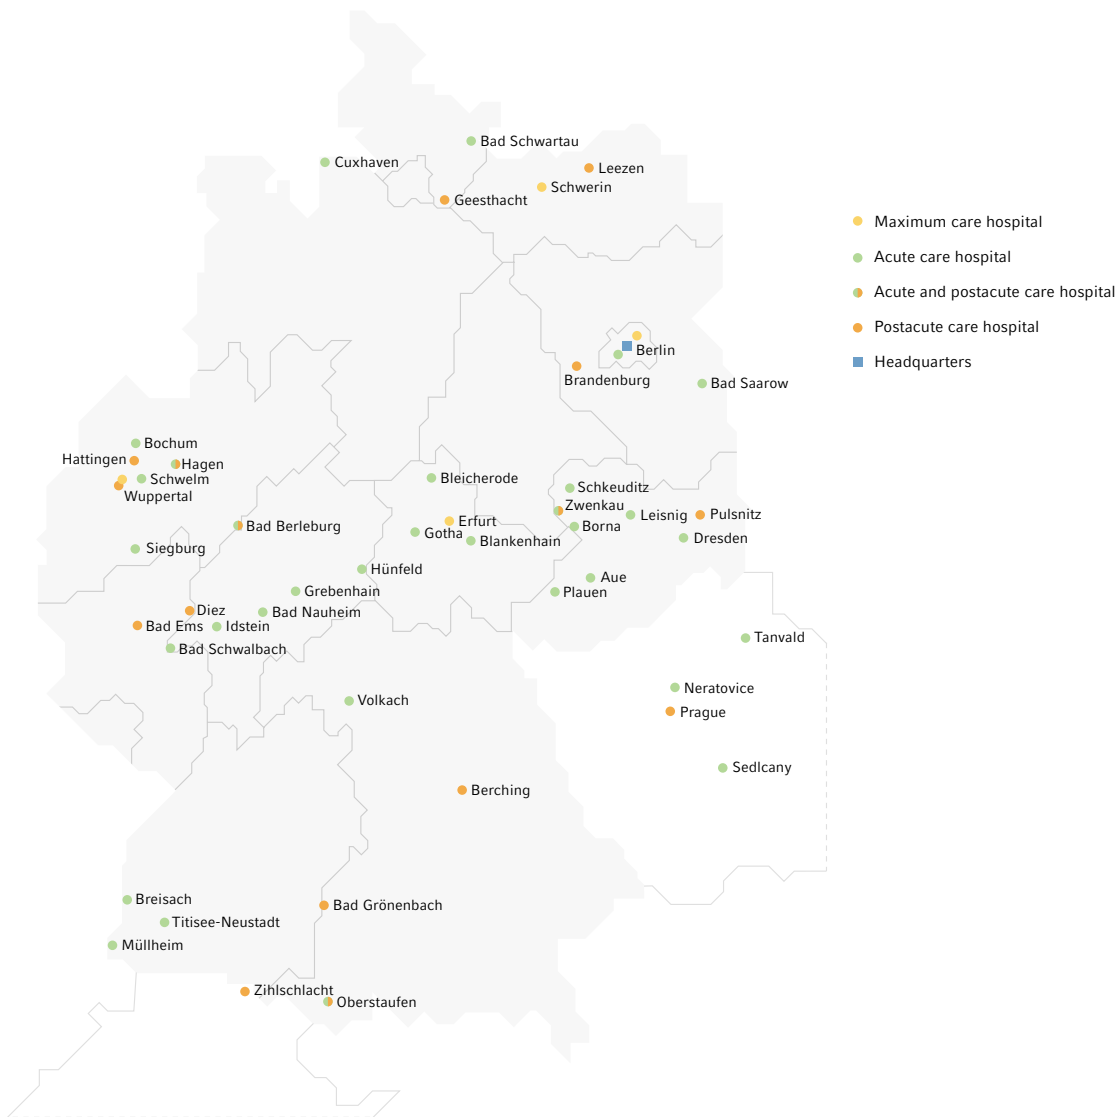 Bad Schwartau
Cuxhaven
Leezen
Schwerin
Geesthacht
Maximum care hospital
Acute care hospital
Acute and postacute care hospital
Postacute care hospital
Headquarters
Berlin
Brandenburg
Bad Saarow
Bochum
Hattingen
Hagen
Schwelm
Wuppertal
Bleicherode
Schkeuditz
Zwenkau
Leisnig
Pulsnitz
Erfurt
Borna
Bad Berleburg
Gotha
Blankenhain
Dresden
Siegburg
Hünfeld
Aue
Grebenhain
Plauen
Diez
Bad Nauheim
Bad Ems
Idstein
Bad Schwalbach
Tanvald
Neratovice
Volkach
Prague
Sedlcany
Berching
Breisach
Bad Grönenbach
Titisee-Neustadt
Müllheim
Zihlschlacht
Oberstaufen